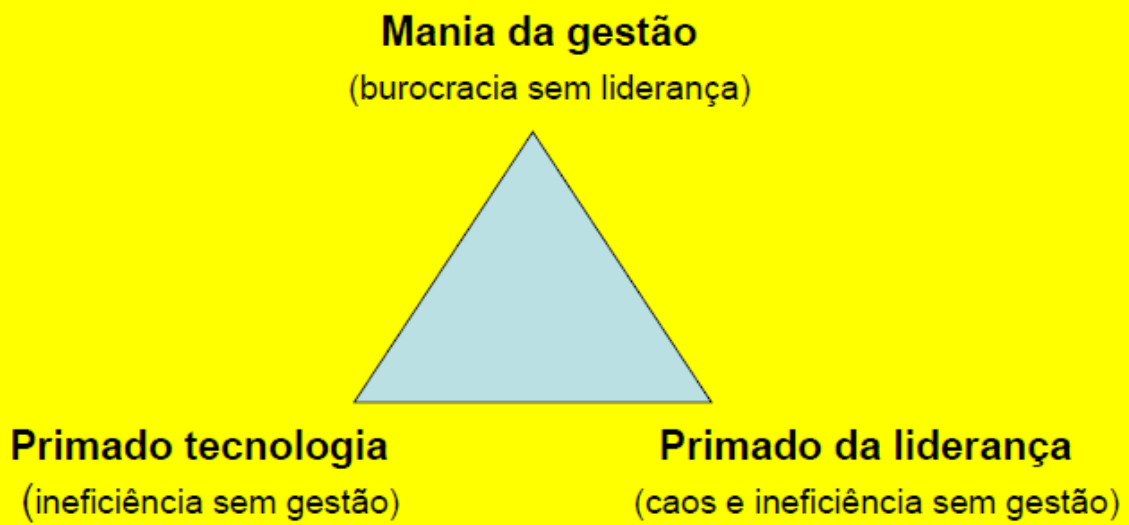 Mania da gestão
(burocracia sem liderança)
Primado tecnologia
Primado da liderança
(ineficiência sem gestão)
(caos e ineficiência sem gestão)